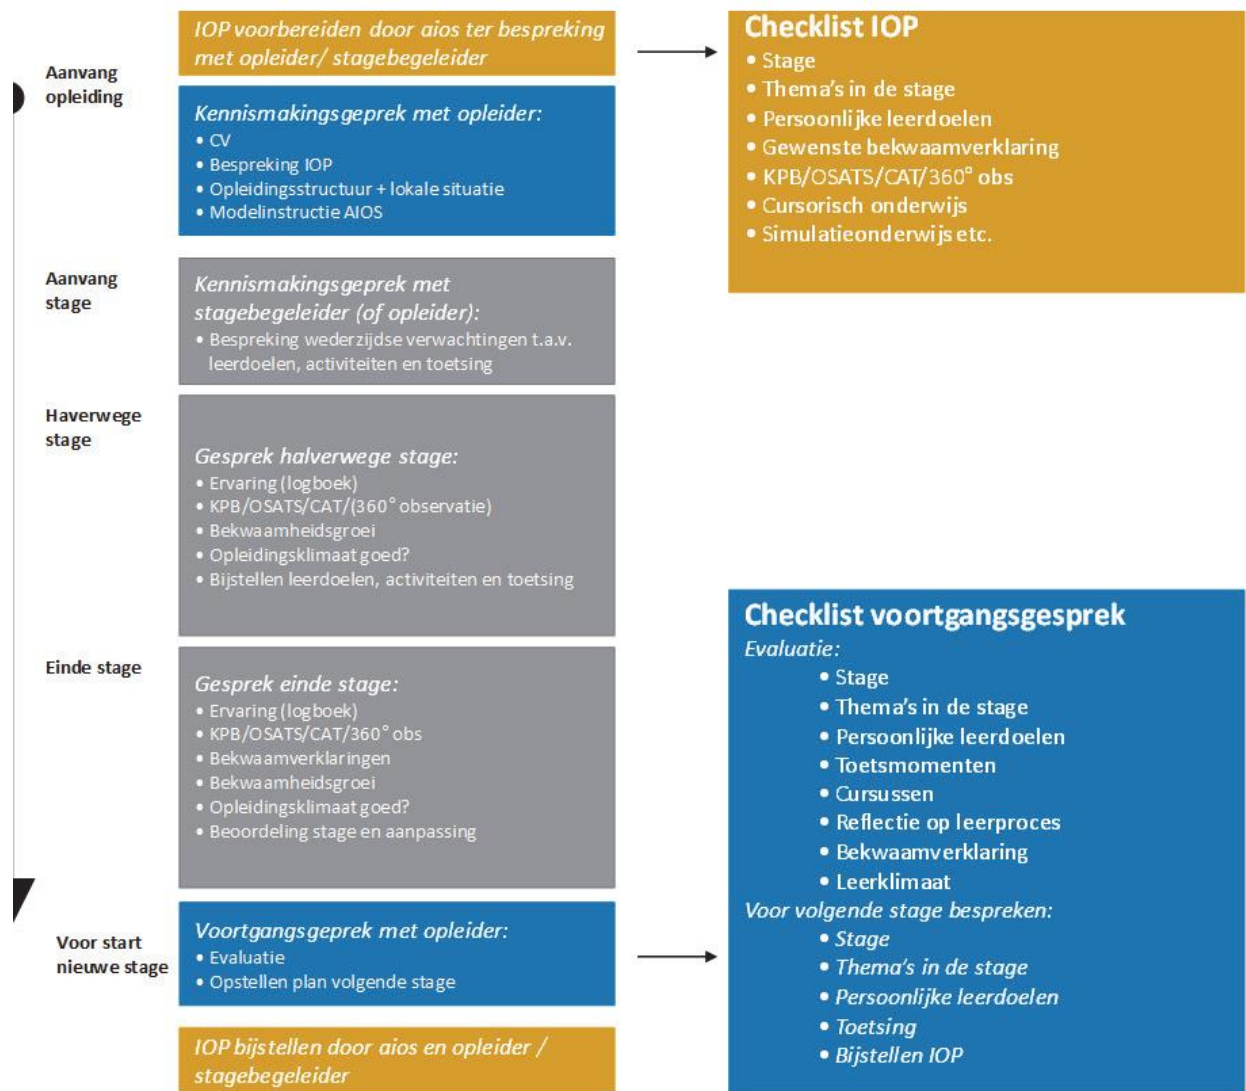 IOP voorbereiden door aios ter bespreking
met opleider/ stagebegeleider
Aanvang
opleiding
Kennismakingsgeprek met opleider:
• CV
• Bespreking IOP
• Opleidingsstructuur + lokale situatie
• Modelinstructie AIOS
Aanvang
stage
Kennismakingsgeprek met
stagebegeleider (of opleider):
• Bespreking wederzijdse verwachtingen t.a.v.
leerdoelen, activiteiten en toetsing
Haverwege
stage
Gesprek halverwege stage:
• Ervaring (logboek)
• KPB/OSATS/CAT/(360° observatie)
• Bekwaamheidsgroei
• Opleidingsklimaat goed?
• Bijstellen leerdoelen, activiteiten en toetsing
Einde stage
Gesprek einde stage:
• Ervaring (logboek)
• KPB/OSATS/CAT/360° obs
• Bekwaamverklaringen
• Bekwaamheidsgroei
• Opleidingsklimaat goed?
• Beoordeling stage en aanpassing
Voor start
nieuwe stage
Voortgangsgeprek met opleider:
• Evaluatie
• Opstellen plan volgende stage
IOP bijstellen door aios en opleider /
stagebegeleider
Checklist IOP
• Stage
• Thema's in de stage
• Persoonlijke leerdoelen
• Gewenste bekwaamverklaring
• KPB/OSATS/CAT/360° obs
• Cursorisch onderwijs
• Simulatieonderwijs etc.
Checklist voortgangsgesprek
Evaluatie:
• Stage
• Thema's in de stage
• Persoonlijke leerdoelen
• Toetsmomenten
• Cursussen
• Reflectie op leerproces
• Bekwaamverklaring
• Leerklimaat
Voor volgende stage bespreken:
• Stage
• Thema's in de stage
• Persoonlijke leerdoelen
• Toetsing
• Bijstellen IOP